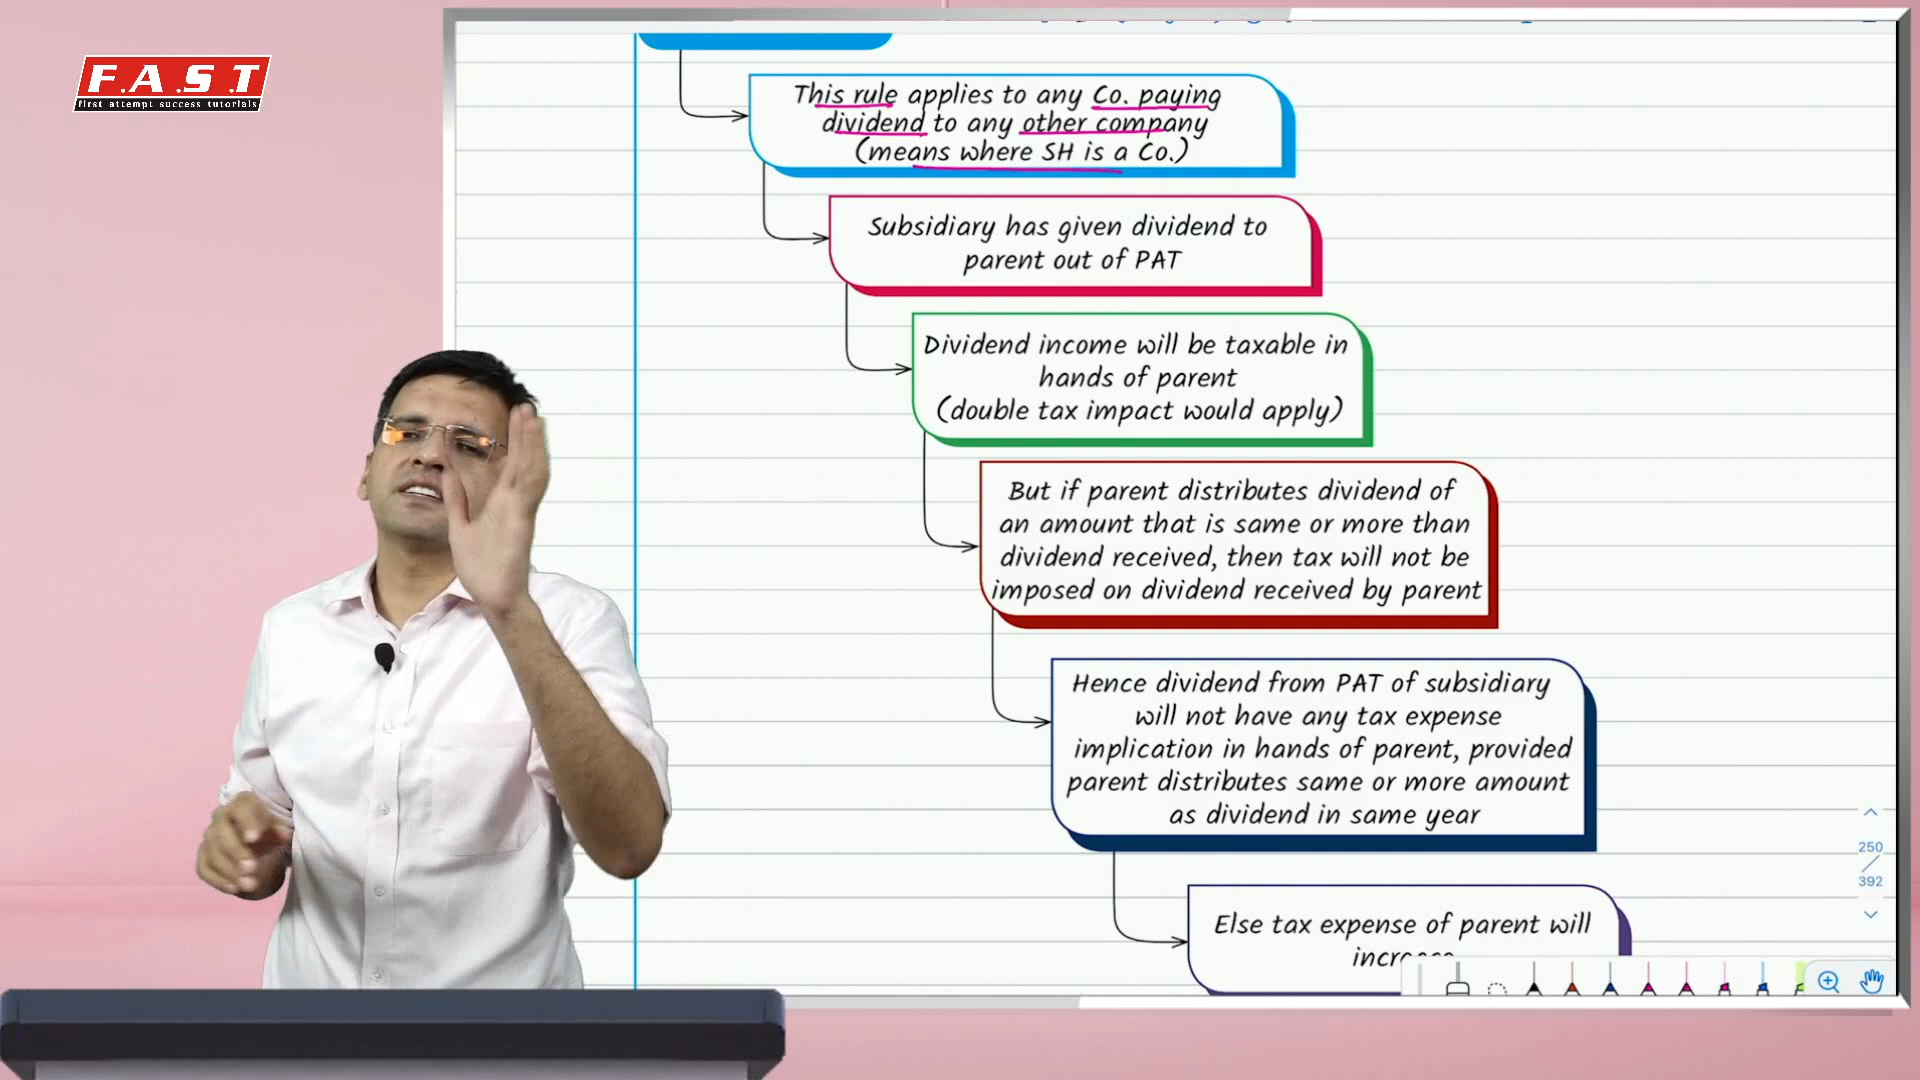 F.A.S.T
first attempt success tutorials
This rule applies to any Co. paying
dividend to any other company
(means where SH is a Co.)
Subsidiary has given dividend to
parent out of PAT
Dividend income will be taxable in
hands of parent
(double tax impact would apply)
But if parent distributes dividend of
an amount that is same or more than
dividend received, then tax will not be
imposed on dividend received by parent
Hence dividend from PAT of subsidiary
will not have any tax expense
implication in hands of parent, provided
parent distributes same or more amount
as dividend in same year
250
392
Else tax expense of parent will
increase